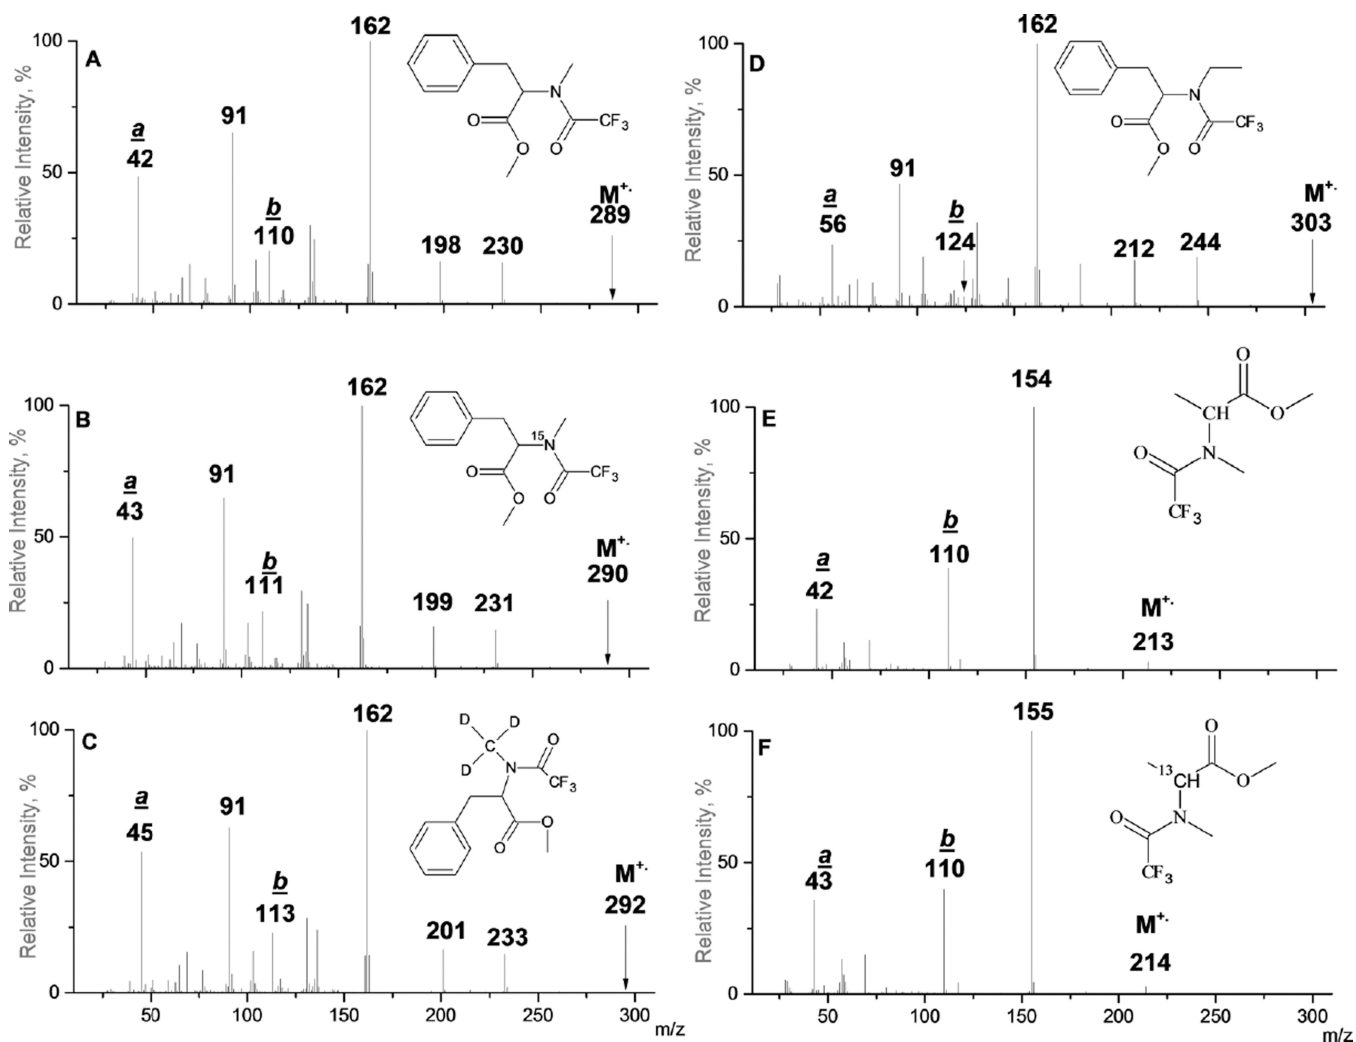 A
Relative Intensity, %
100
50
0
a
42
91
b
110
162
198
230
M+·
289
N
O
O
O
CF3
D
Relative Intensity, %
100
50
0
a
56
91
b
124
162
212
244
M+·
303
N
O
O
O
CF3
B
Relative Intensity, %
100
50
0
a
43
91
b
111
162
199
231
M+·
290
15
N
O
O
O
CF3
E
Relative Intensity, %
100
50
0
a
42
b
110
154
M+·
213
O
CH
O
O
N
CF3
C
Relative Intensity, %
100
50
0
a
45
91
b
113
162
201
233
M+·
292
D
D
C
D
O
N
CF3
O
O
50
100
150
200
250
300
m/z
F
Relative Intensity, %
100
50
0
a
43
b
110
155
M+·
214
O
13
CH
O
O
N
CF3
50
100
150
200
250
300
m/z